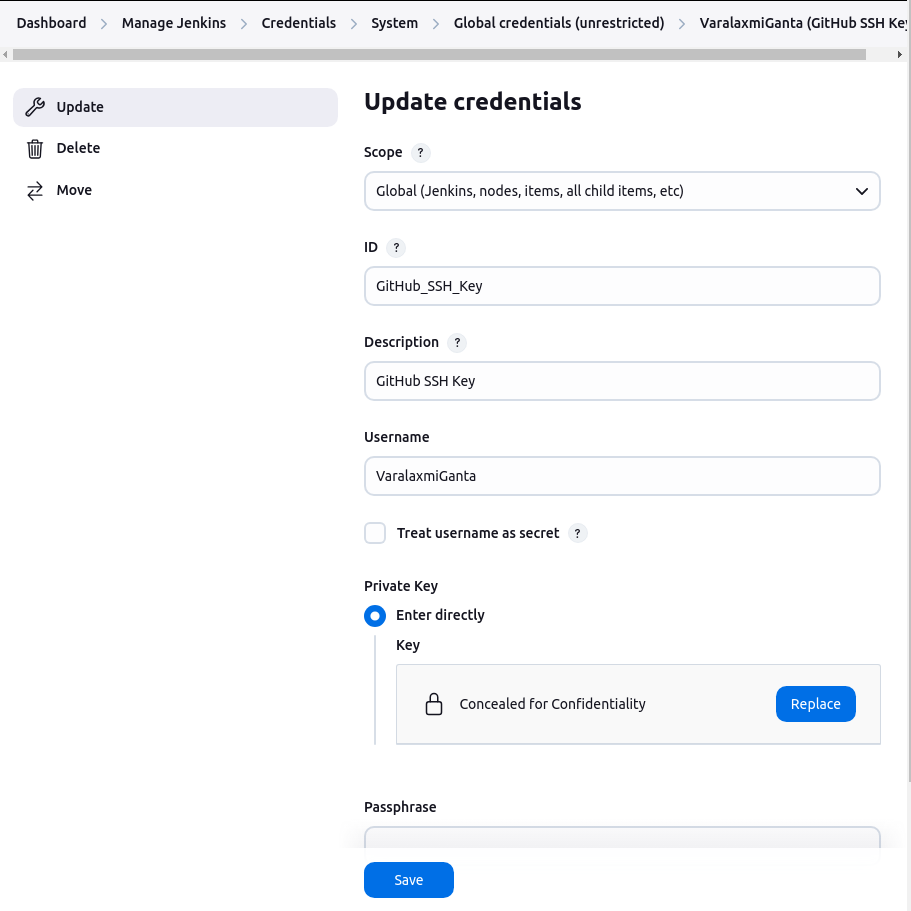 Dashboard > Manage Jenkins > Credentials > System > Global credentials (unrestricted) > VaralaxmiGanta (GitHub SSH Key
Update
Delete
Move
Update credentials
Scope ?
Global (Jenkins, nodes, items, all child items, etc)
ID ?
GitHub_SSH_Key
Description ?
GitHub SSH Key
Username
VaralaxmiGanta
Treat username as secret ?
Private Key
Enter directly
Key
Concealed for Confidentiality Replace
Passphrase
Save